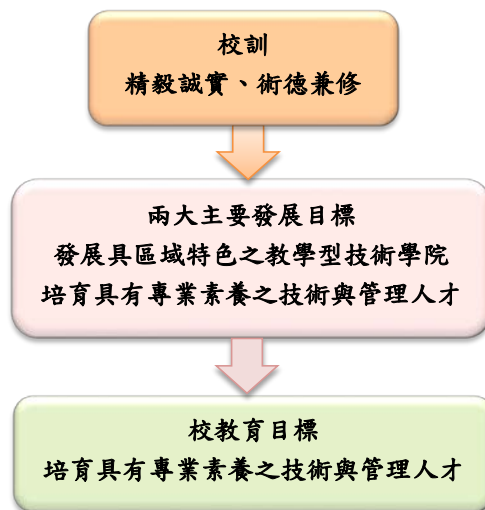 校訓
精毅誠實、術德兼修
兩大主要發展目標
發展具區域特色之教學型技術學院
培育具有專業素養之技術與管理人才
校教育目標
培育具有專業素養之技術與管理人才